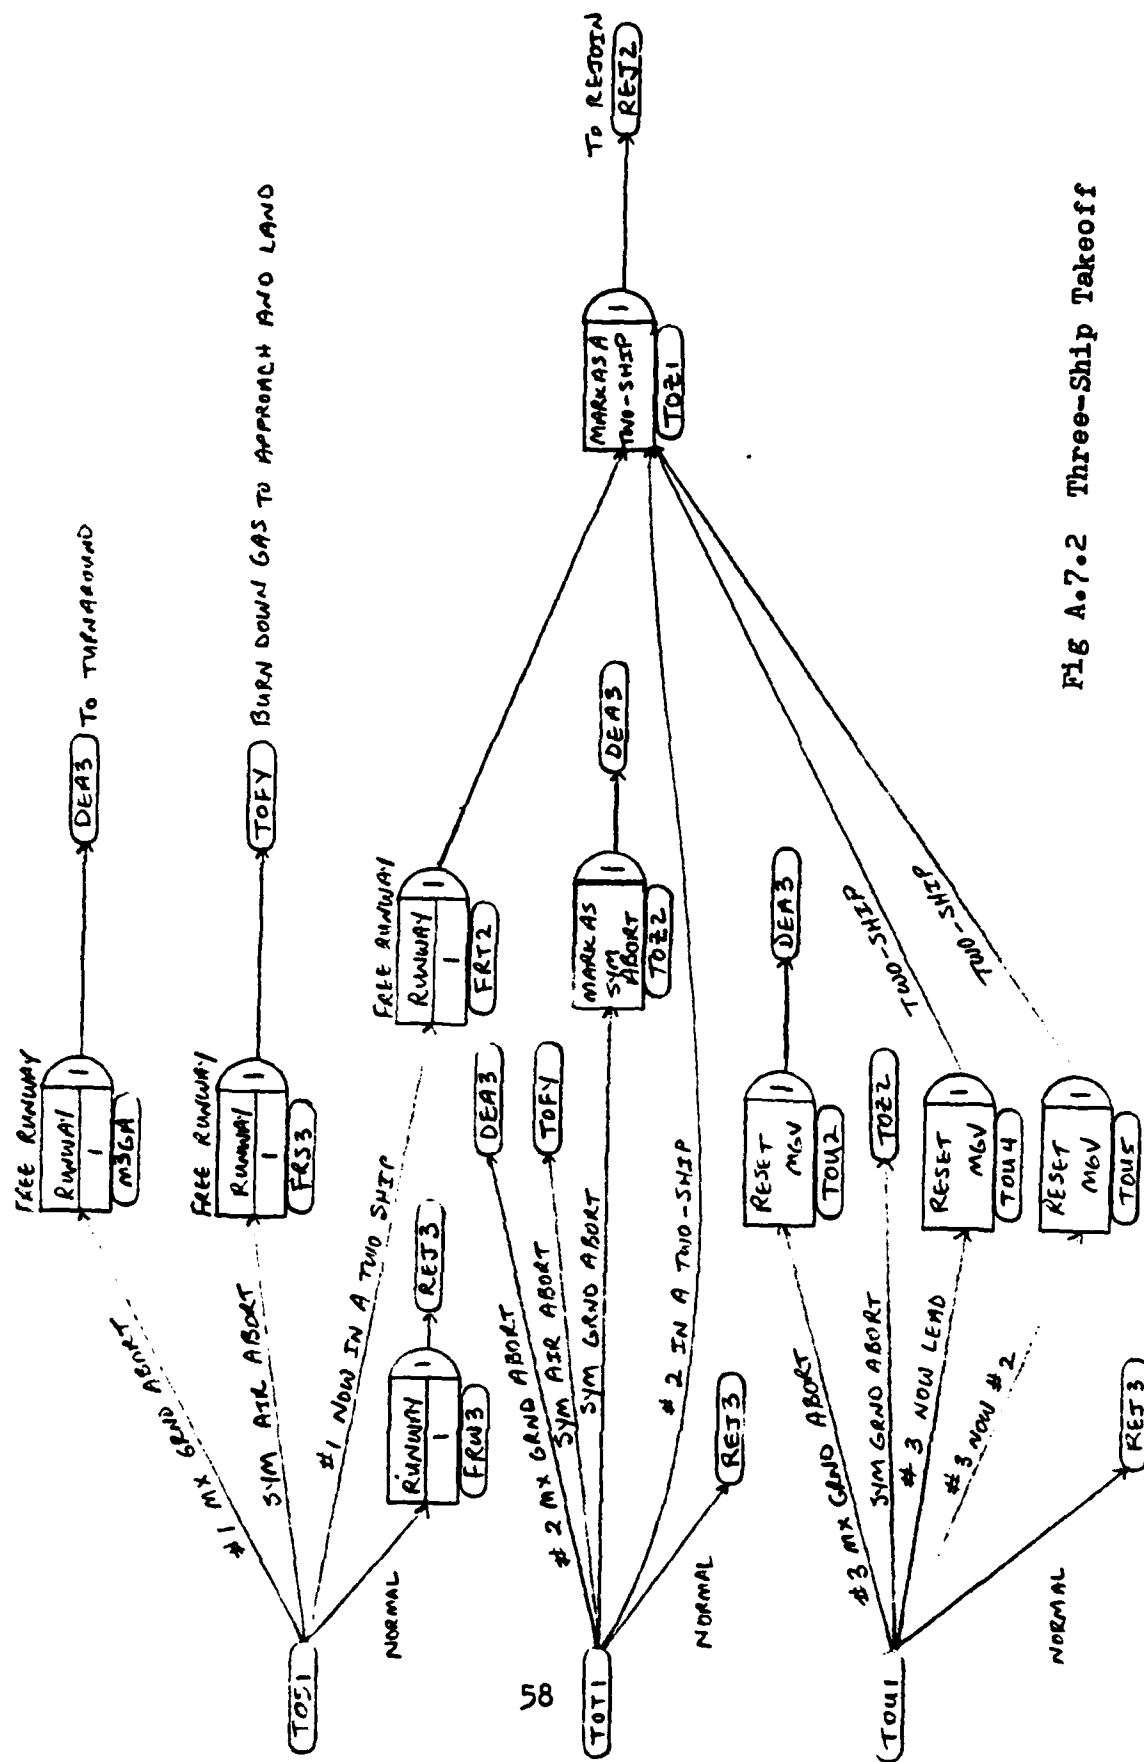 FREE RUNWAY
RUNWAY
1
1
M3GA
DEA3
TO TURNAROUND
#1 MX GRND ABORT
FREE RUNWAY
RUNWAY
1
1
FRS3
TOFY
BURN DOWN GAS TO APPROACH AND LAND
SYM AIR ABORT
TOS1
#1 NOW IN A TWO SHIP
FREE RUNWAY
RUNWAY
1
1
FRT2
NORMAL
RUNWAY
1
1
FRW3
REJ3
TOT1
#2 MX GRND ABORT
DEA3
SYM AIR ABORT
TOFY
SYM GRND ABORT
MARK AS
SYM
ABORT
1
TOZ2
DEA3
#2 IN A TWO-SHIP
MARK AS A
TWO-SHIP
1
TOZ1
TO REJOIN
REJ2
NORMAL
REJ3
TOU1
#3 MX GRND ABORT
RESET
MGV
1
TOU2
DEA3
SYM GRND ABORT
TOZ2
#3 NOW LEAD
RESET
MGV
1
TOU4
TWO-SHIP
#3 NOW #2
RESET
MGV
1
TOU5
TWO-SHIP
NORMAL
REJ3
Fig A.7.2 Three-Ship Takeoff
58